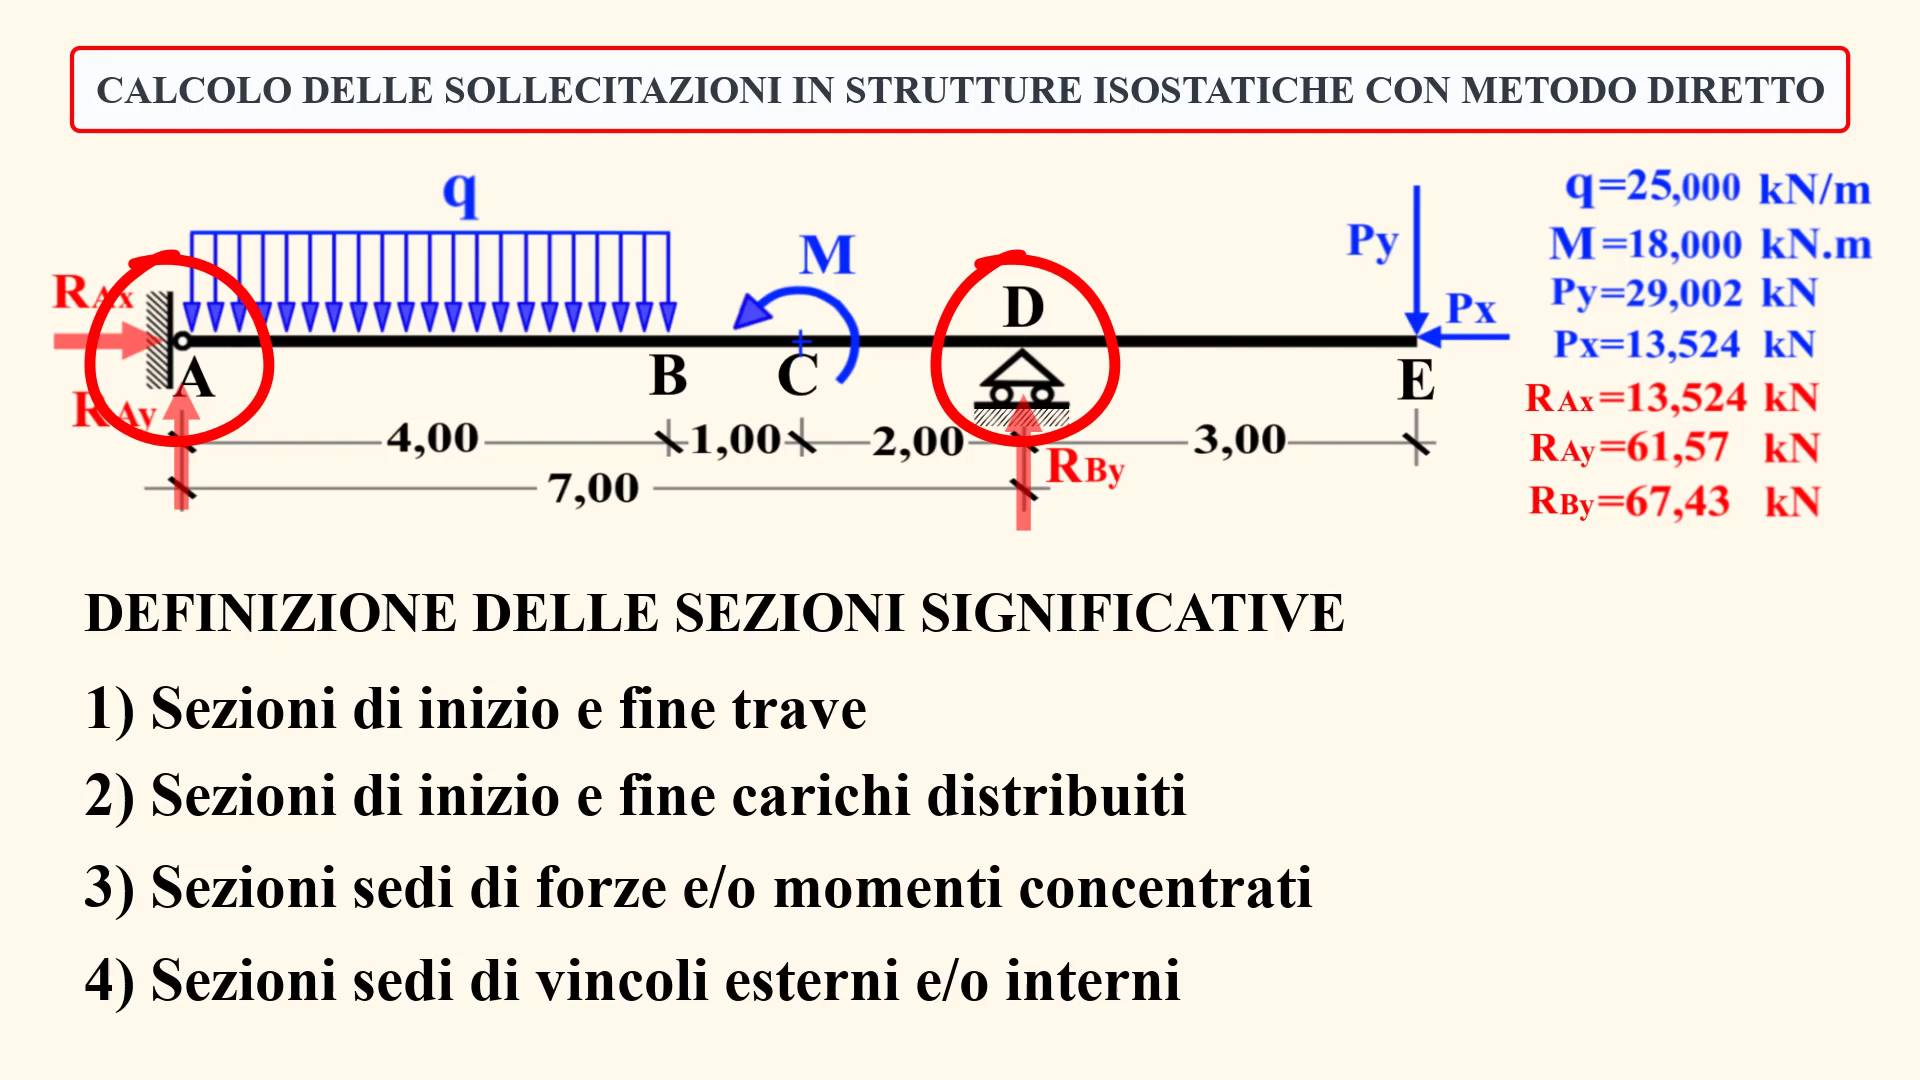 CALCOLO DELLE SOLLECITAZIONI IN STRUTTURE ISOSTATICHE CON METODO DIRETTO
q
M
Py
Px
RAx
RAy
A
B
C
D
E
RBy
4,00
1,00
2,00
3,00
7,00
q=25,000 kN/m
M=18,000 kN.m
Py=29,002 kN
Px=13,524 kN
RAx=13,524 kN
RAy=61,57 kN
RBy=67,43 kN
DEFINIZIONE DELLE SEZIONI SIGNIFICATIVE
1) Sezioni di inizio e fine trave
2) Sezioni di inizio e fine carichi distribuiti
3) Sezioni sedi di forze e/o momenti concentrati
4) Sezioni sedi di vincoli esterni e/o interni